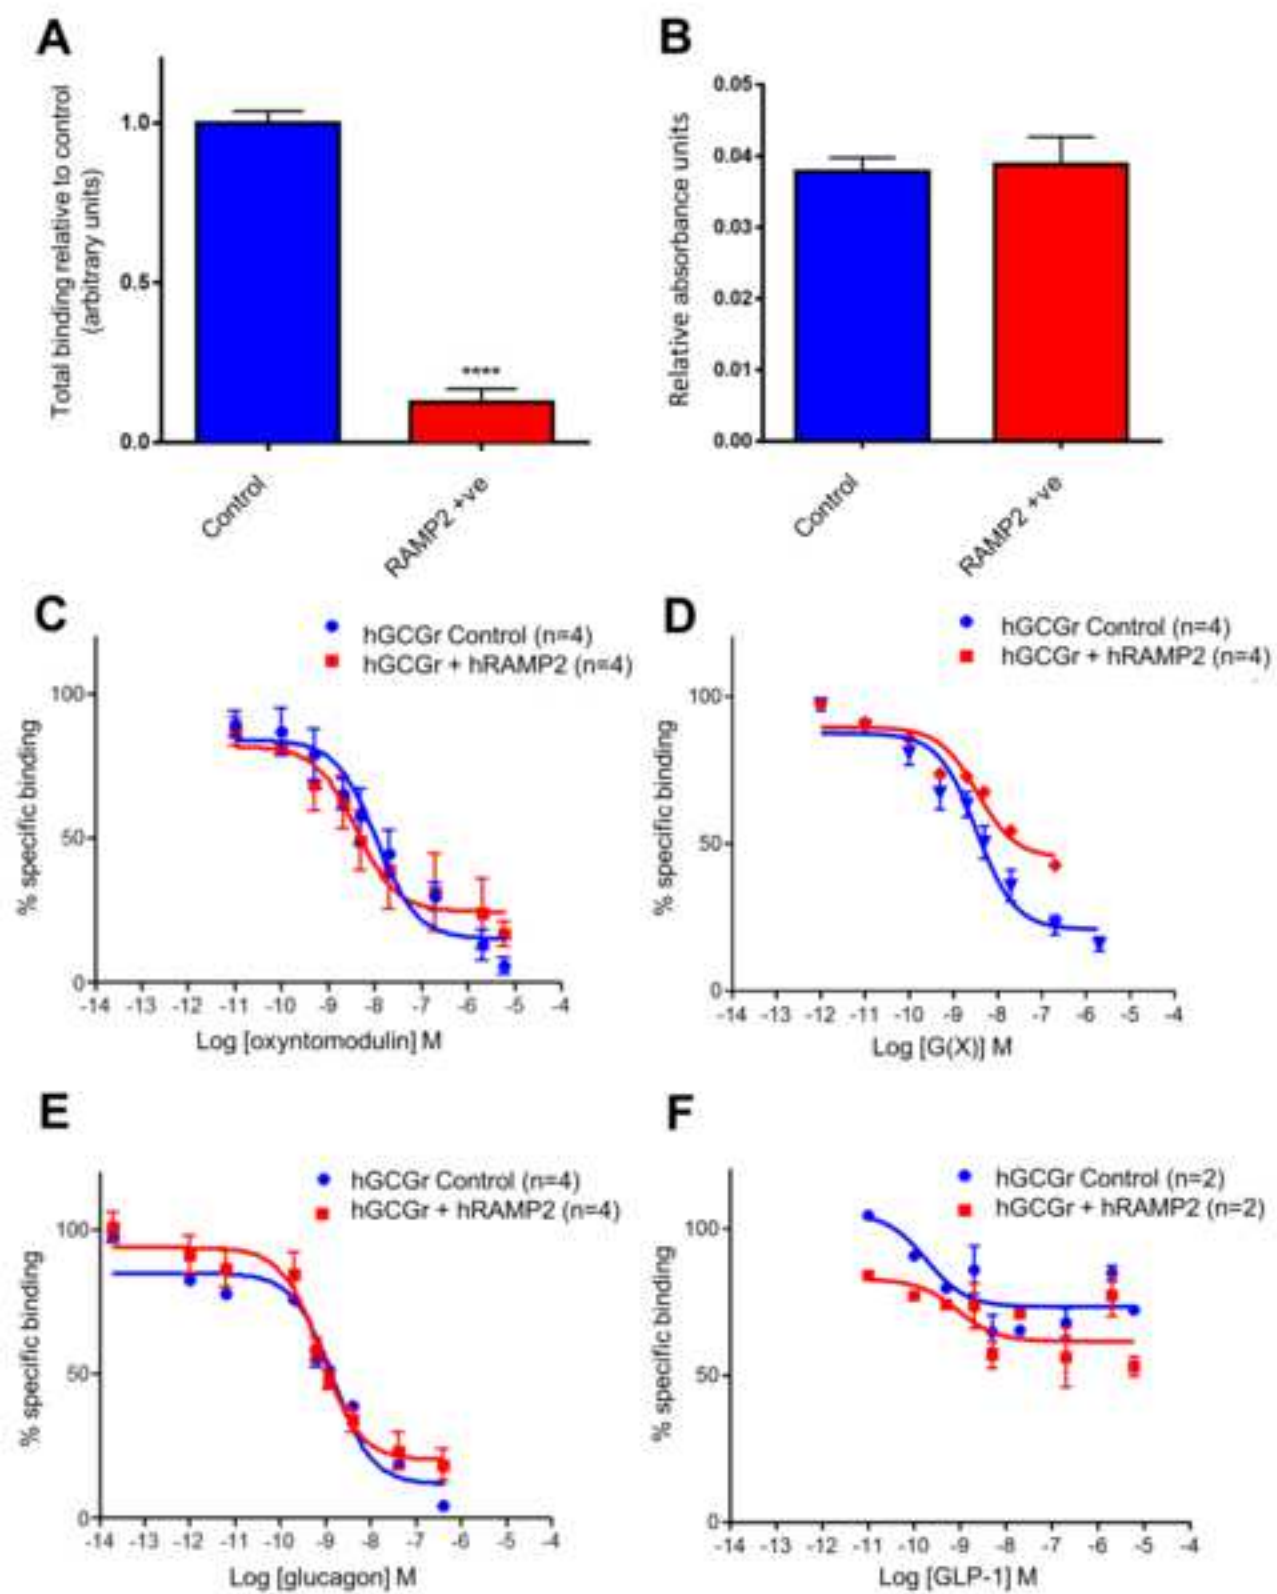 A
Total binding relative to control
(arbitrary units)
1.0
0.5
0.0
****
Control
RAMP2 +ve
B
Relative absorbance units
0.05
0.04
0.03
0.02
0.01
0.00
Control
RAMP2 +ve
C
hGCGr Control (n=4)
hGCGr + hRAMP2 (n=4)
% specific binding
100
50
0
-14 -13 -12 -11 -10 -9 -8 -7 -6 -5 -4
Log [oxyntomodulin] M
D
hGCGr Control (n=4)
hGCGr + hRAMP2 (n=4)
% specific binding
100
50
0
-14 -13 -12 -11 -10 -9 -8 -7 -6 -5 -4
Log [G(X)] M
E
hGCGr Control (n=4)
hGCGr + hRAMP2 (n=4)
% specific binding
100
50
0
-14 -13 -12 -11 -10 -9 -8 -7 -6 -5 -4
Log [glucagon] M
F
hGCGr Control (n=2)
hGCGr + hRAMP2 (n=2)
% specific binding
100
50
0
-14 -13 -12 -11 -10 -9 -8 -7 -6 -5 -4
Log [GLP-1] M